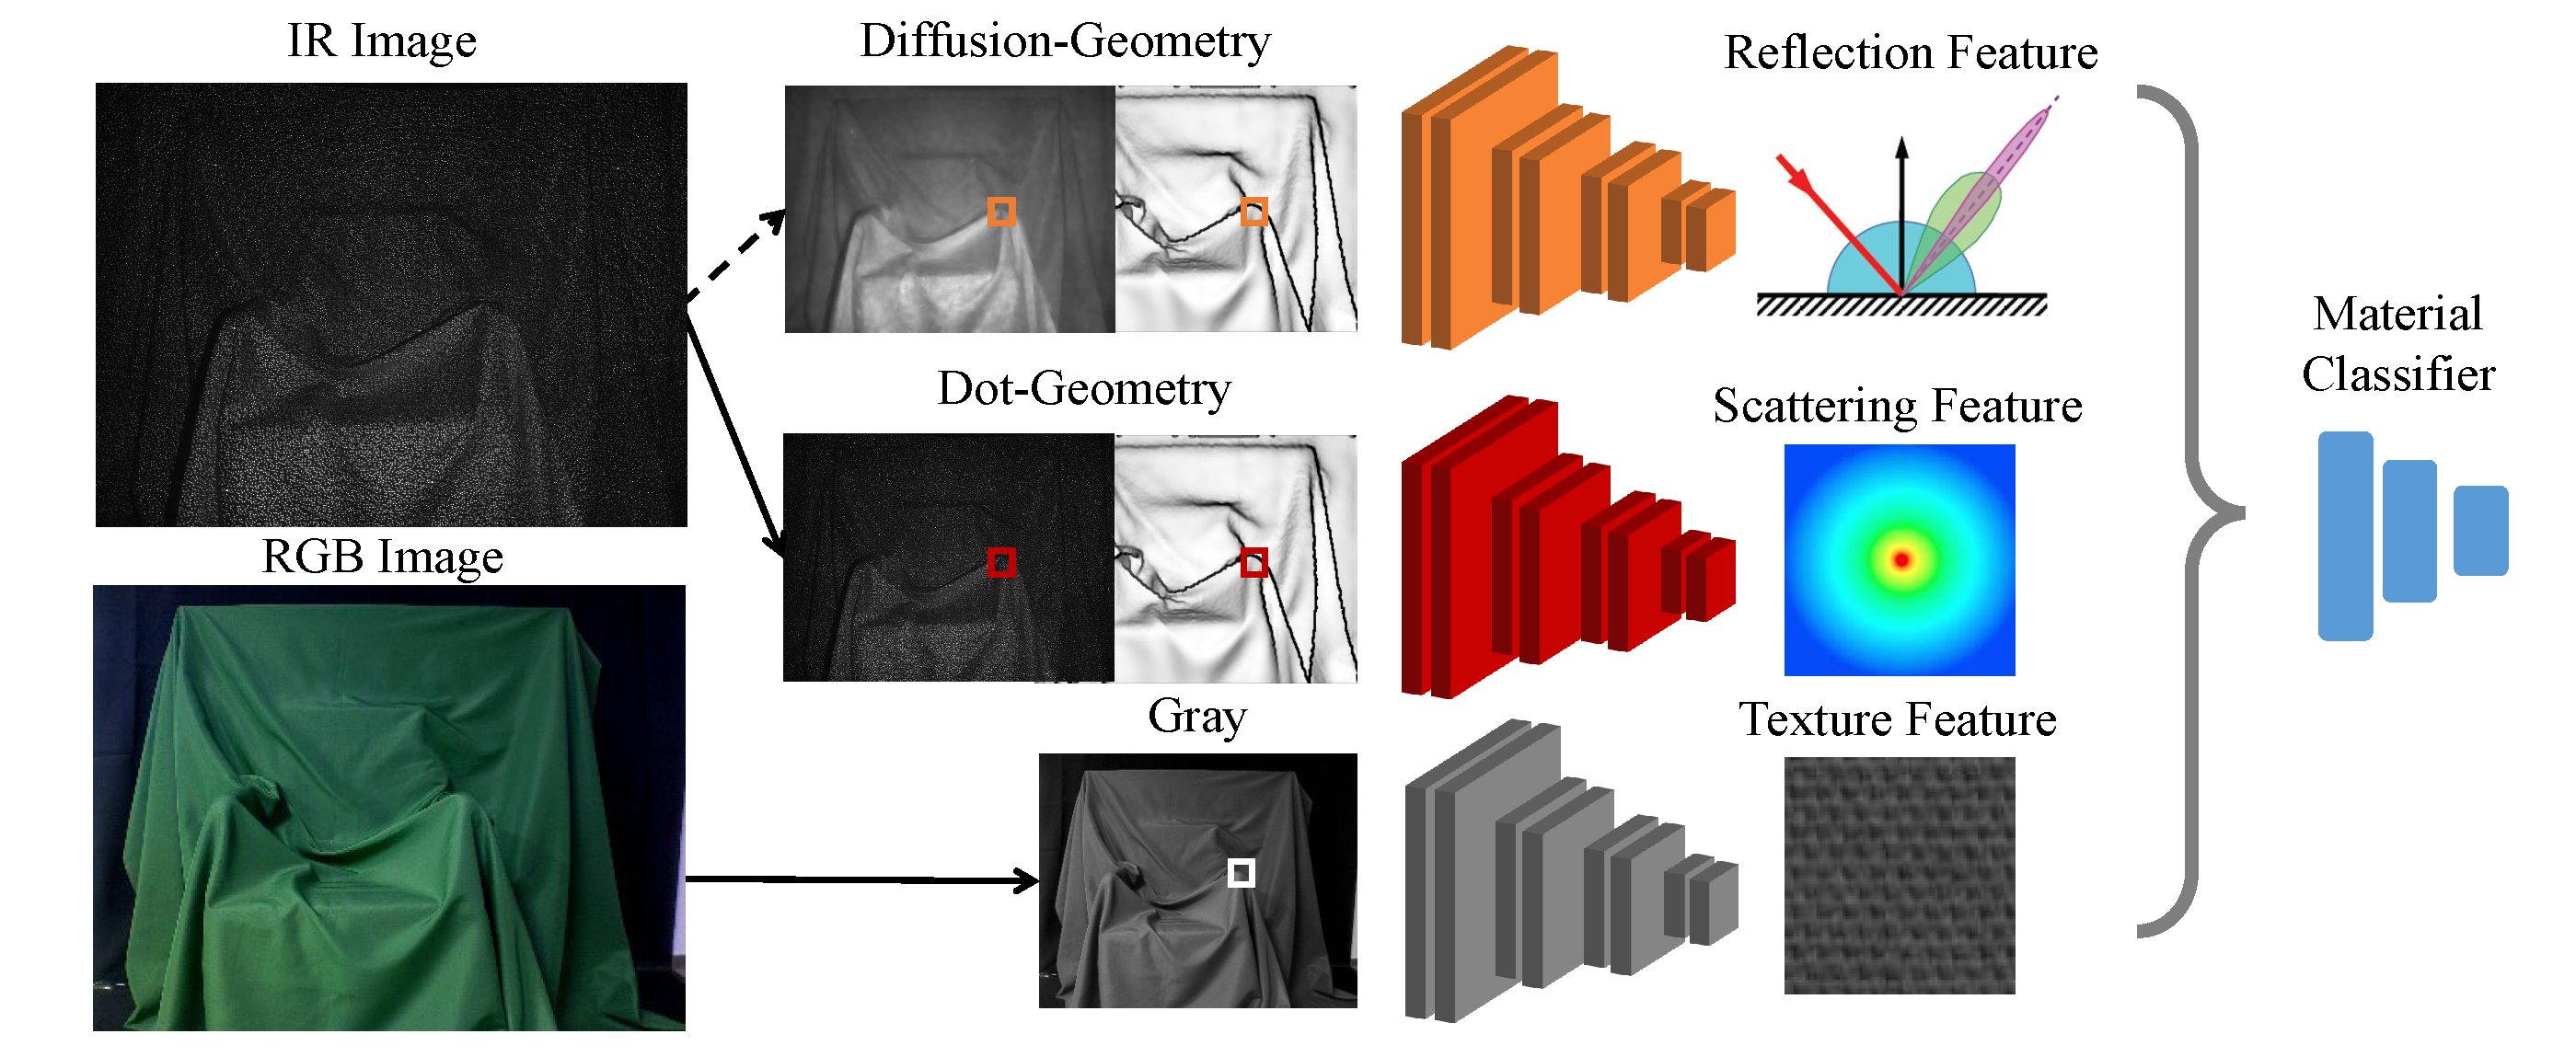 IR Image
Diffusion-Geometry
Reflection Feature
Dot-Geometry
Scattering Feature
Material
Classifier
RGB Image
Gray
Texture Feature